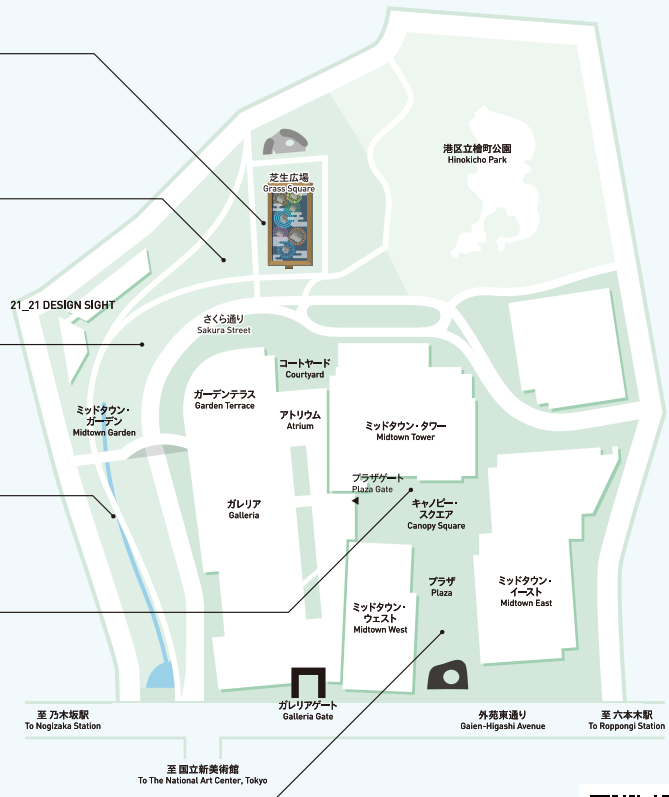 港区立檜町公園
Hinokicho Park
芝生広場
Grass Square
21_21 DESIGN SIGHT
さくら通り
Sakura Street
コートヤード
Courtyard
ガーデンテラス
Garden Terrace
アトリウム
Atrium
ミッドタウン・タワー
Midtown Tower
ミッドタウン・
ガーデン
Midtown Garden
プラザゲート
Plaza Gate
ガレリア
Galleria
キャノピー・
スクエア
Canopy Square
プラザ
Plaza
ミッドタウン・
イースト
Midtown East
ミッドタウン・
ウェスト
Midtown West
ガレリアゲート
Galleria Gate
至 乃木坂駅
To Nogizaka Station
外苑東通り
Gaien-Higashi Avenue
至 六本木駅
To Roppongi Station
至 国立新美術館
To The National Art Center, Tokyo